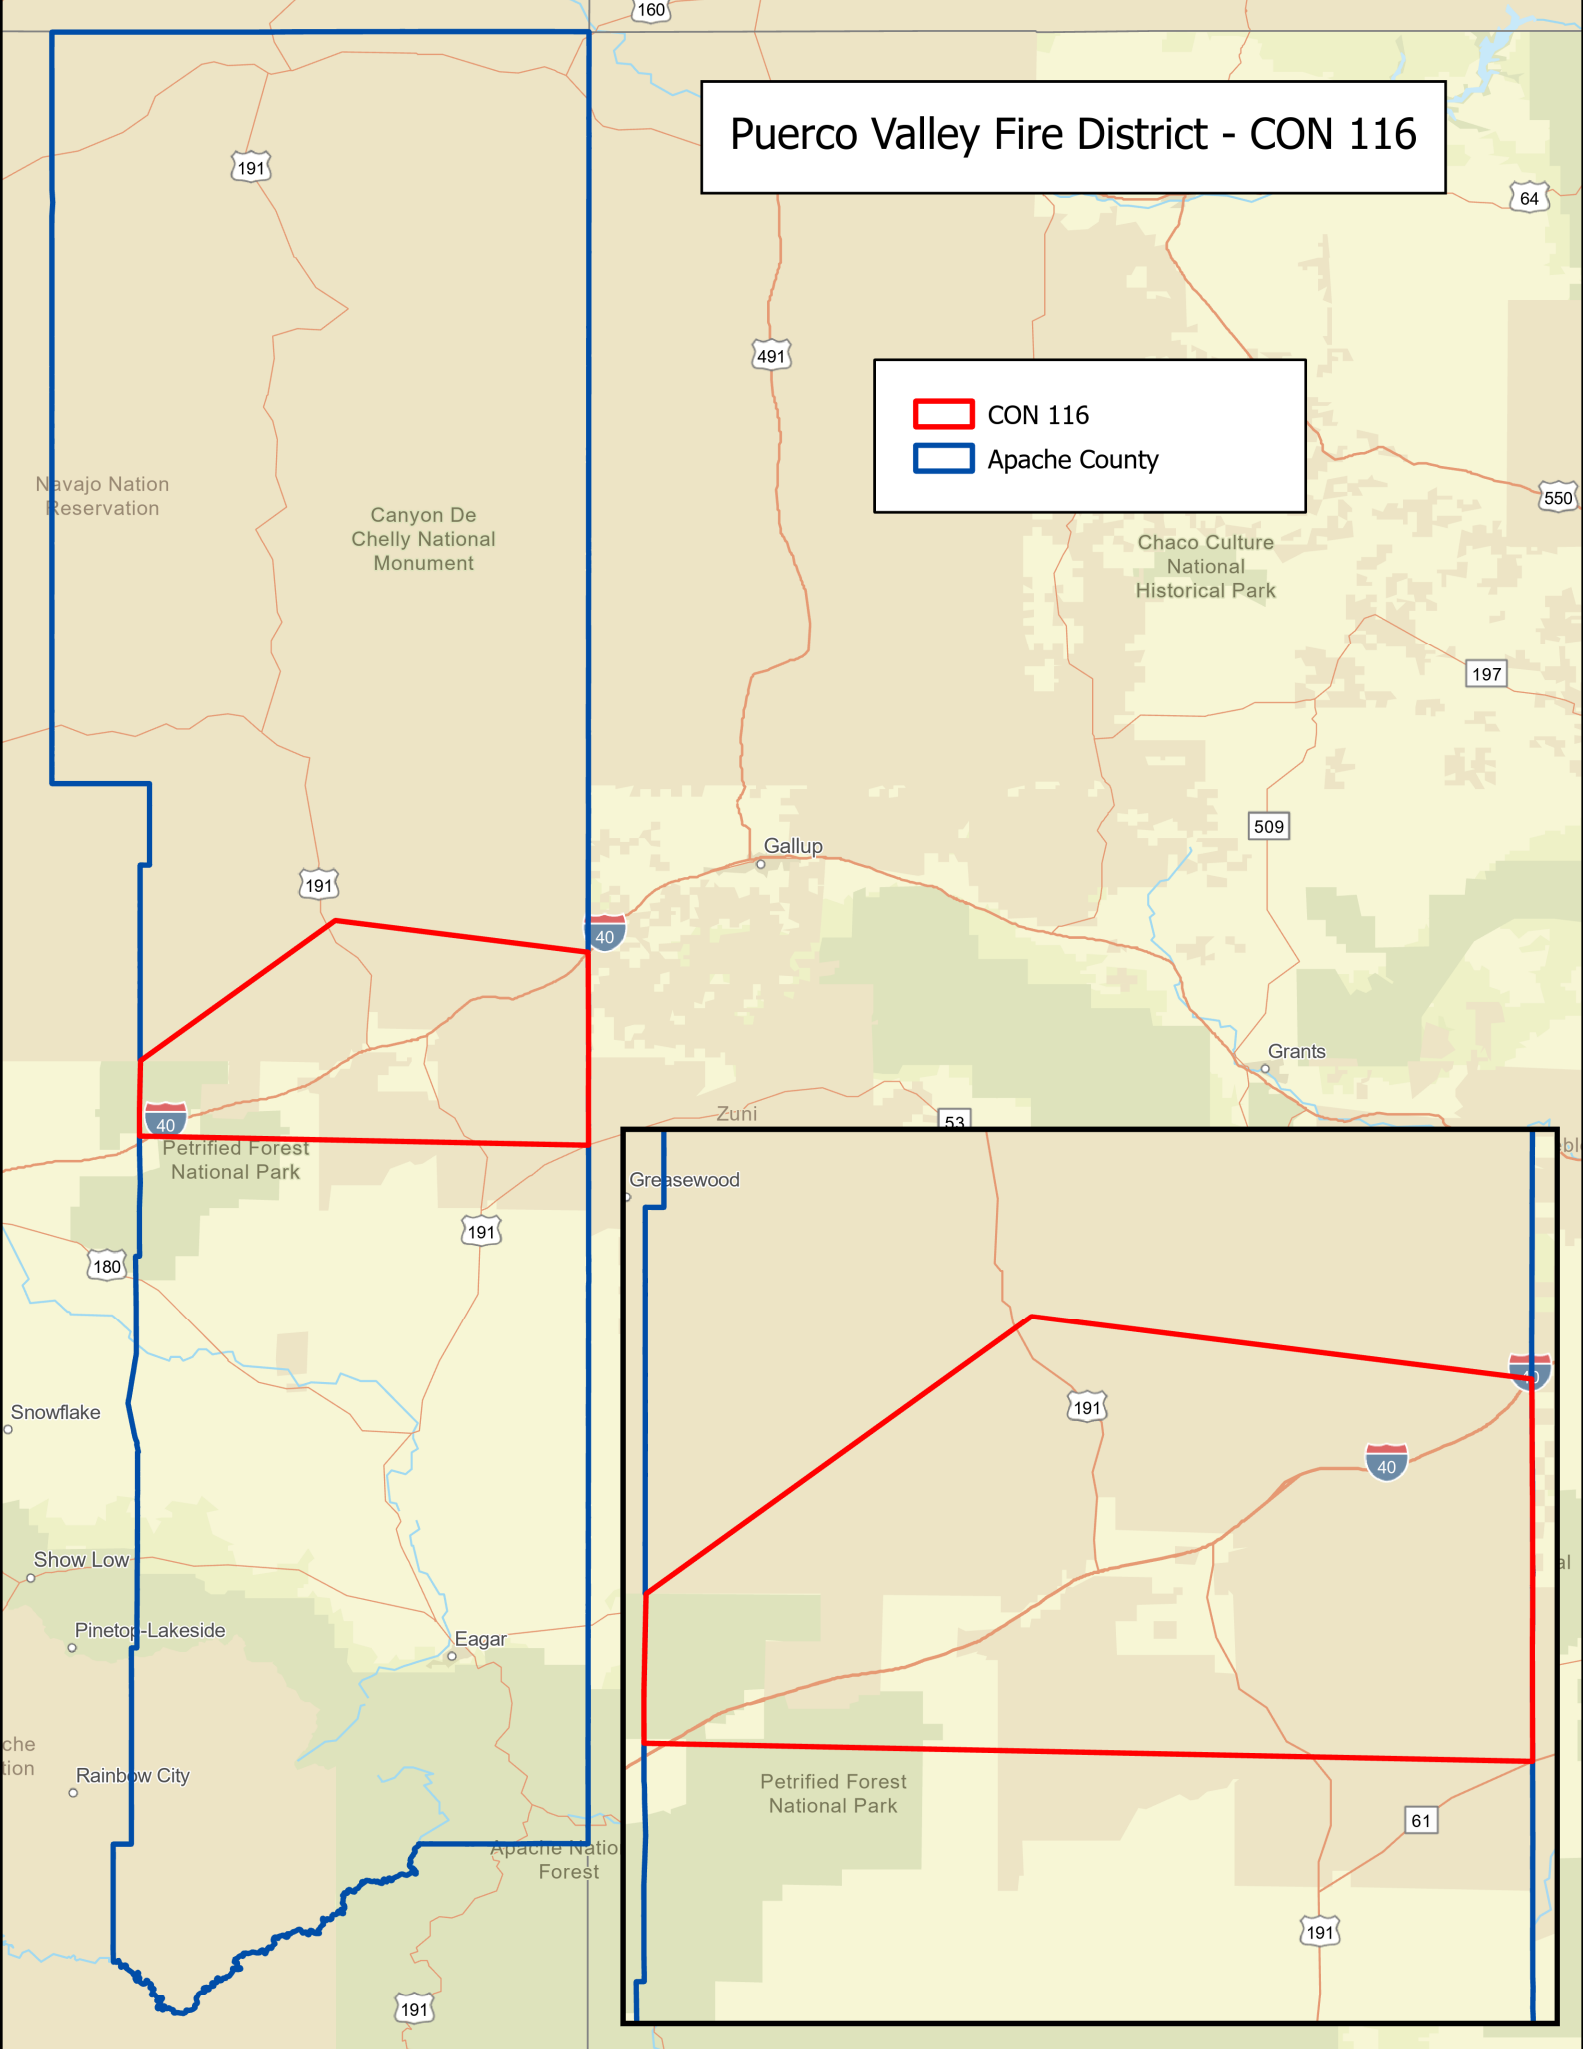 160
Puerco Valley Fire District - CON 116
191
64
491
CON 116
Apache County
Navajo Nation
Reservation
550
Canyon De
Chelly National
Monument
Chaco Culture
National
Historical Park
197
509
Gallup
191
40
Grants
40
Zuni
53
Petrified Forest
National Park
191
180
Snowflake
Show Low
Pinetop-Lakeside
Eagar
Rainbow City
Apache Natio
Forest
191
Greasewood
40
191
40
Petrified Forest
National Park
61
191